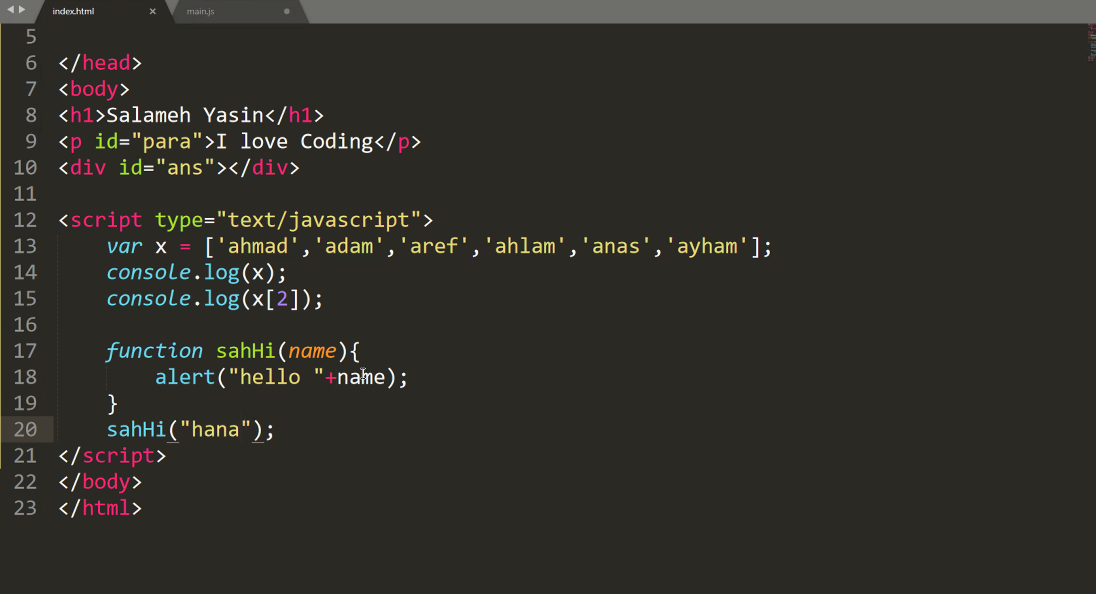 index.html × main.js
5
6 </head>
7 <body>
8 <h1>Salameh Yasin</h1>
9 <p id="para">I love Coding</p>
10 <div id="ans"></div>
11
12 <script type="text/javascript">
13 var x = ['ahmad','adam','aref','ahlam','anas','ayham'];
14 console.log(x);
15 console.log(x[2]);
16
17 function sahHi(name){
18 alert("hello "+name);
19 }
20 sahHi("hana");
21 </script>
22 </body>
23 </html>